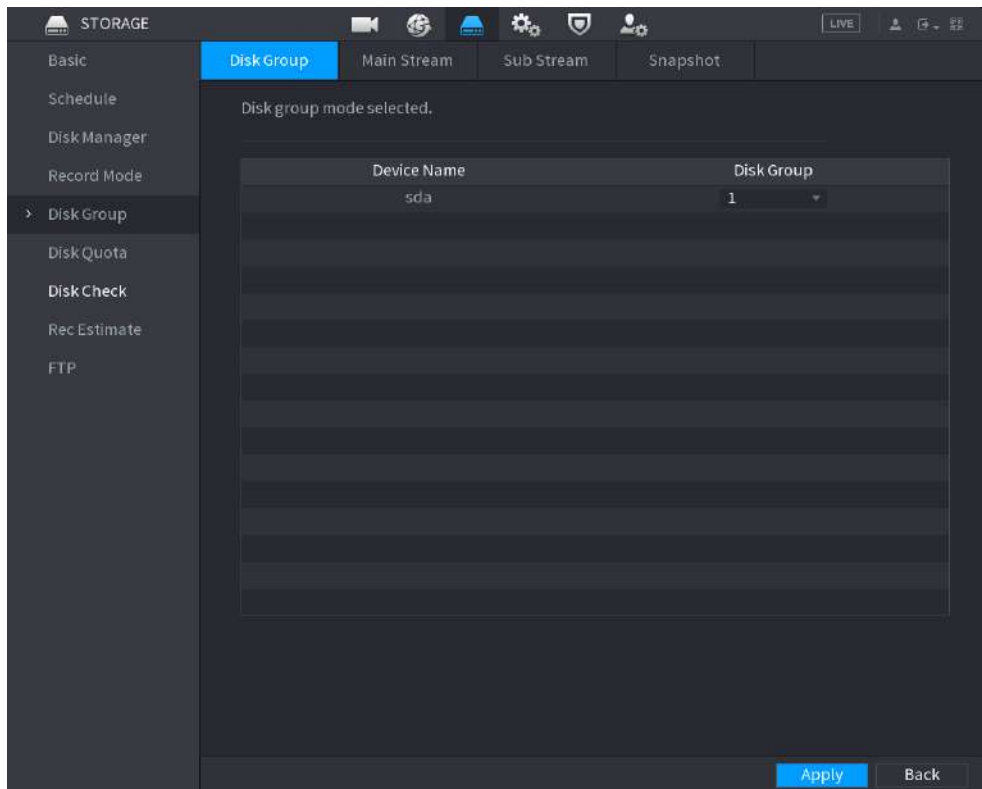 STORAGE
LIVE
Basic
Disk Group
Main Stream
Sub Stream
Snapshot
Schedule
Disk group mode selected.
Disk Manager
Record Mode
Device Name
Disk Group
sda
1
> Disk Group
Disk Quota
Disk Check
Rec Estimate
FTP
Apply
Back